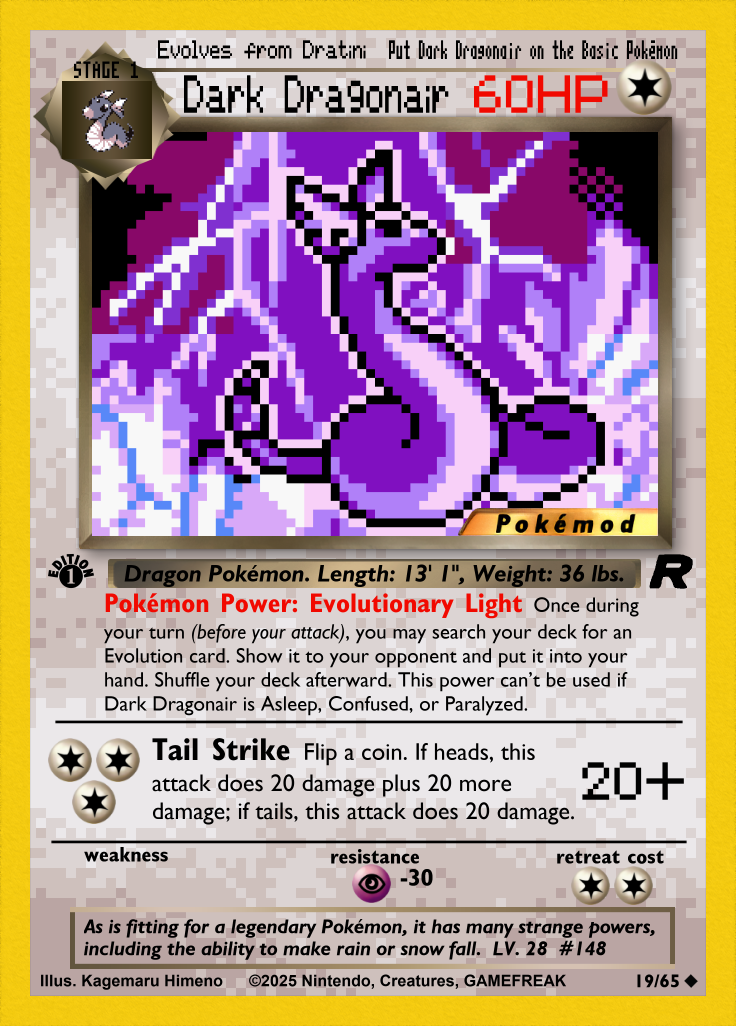 Evolves from Dratini Put Dark Dragonair on the Basic Pokémon
STAGE 1
Dark Dragonair 60HP
Pokémod
EDITION 1
Dragon Pokémon. Length: 13' 1", Weight: 36 lbs.
R
Pokémon Power: Evolutionary Light Once during
your turn (before your attack), you may search your deck for an
Evolution card. Show it to your opponent and put it into your
hand. Shuffle your deck afterward. This power can't be used if
Dark Dragonair is Asleep, Confused, or Paralyzed.
Tail Strike Flip a coin. If heads, this
attack does 20 damage plus 20 more
damage; if tails, this attack does 20 damage.
20+
weakness resistance retreat cost
-30
As is fitting for a legendary Pokémon, it has many strange powers,
including the ability to make rain or snow fall. LV. 28 #148
Illus. Kagemaru Himeno ©2025 Nintendo, Creatures, GAMEFREAK 19/65